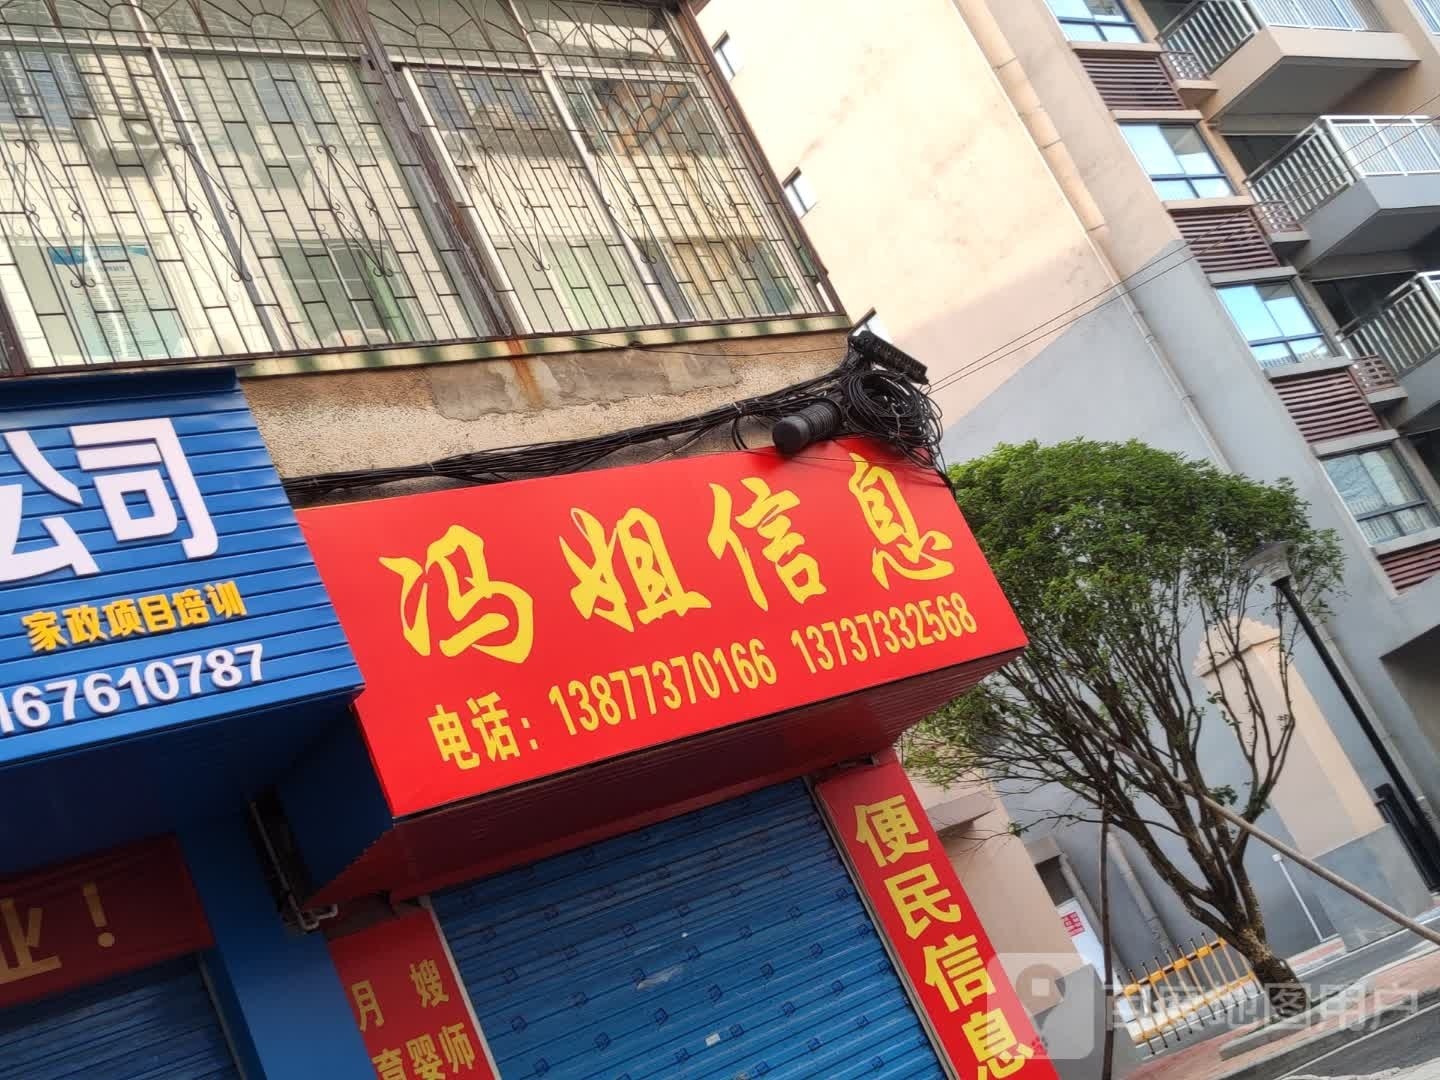 公司
家政项目培训
167610787
冯姐信息
电话：13877370166 13737332568
业！
月嫂
育婴师
便民信息
百度地图用户